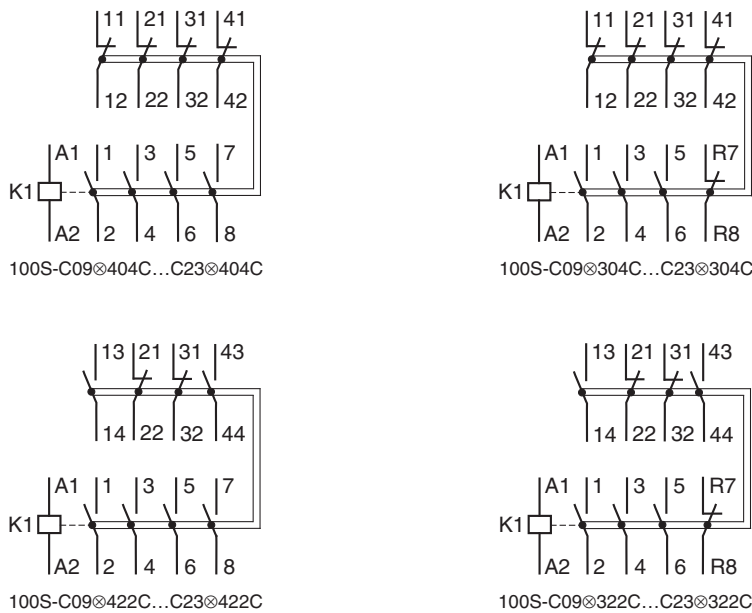 11 21 31 41
12 22 32 42
A1 1 3 5 7
K1
A2 2 4 6 8
100S-C09⊗404C…C23⊗404C
11 21 31 41
12 22 32 42
A1 1 3 5 R7
K1
A2 2 4 6 R8
100S-C09⊗304C…C23⊗304C
13 21 31 43
14 22 32 44
A1 1 3 5 7
K1
A2 2 4 6 8
100S-C09⊗422C…C23⊗422C
13 21 31 43
14 22 32 44
A1 1 3 5 R7
K1
A2 2 4 6 R8
100S-C09⊗322C…C23⊗322C